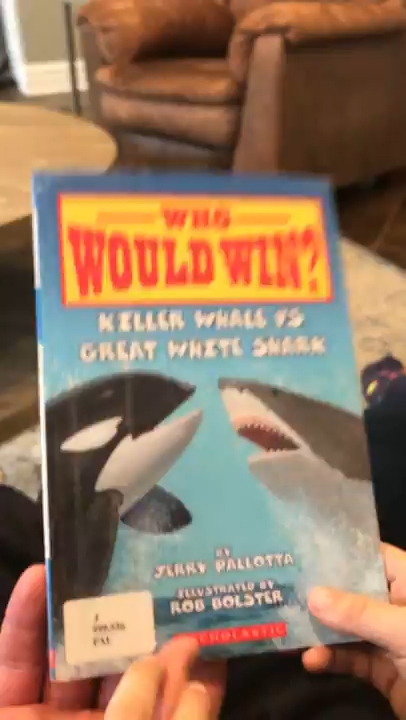 WHO
WOULD WIN?
KILLER WHALE VS
GREAT WHITE SHARK
BY
JERRY PALLOTTA
ILLUSTRATED BY
ROB BOLSTER
SCHOLASTIC